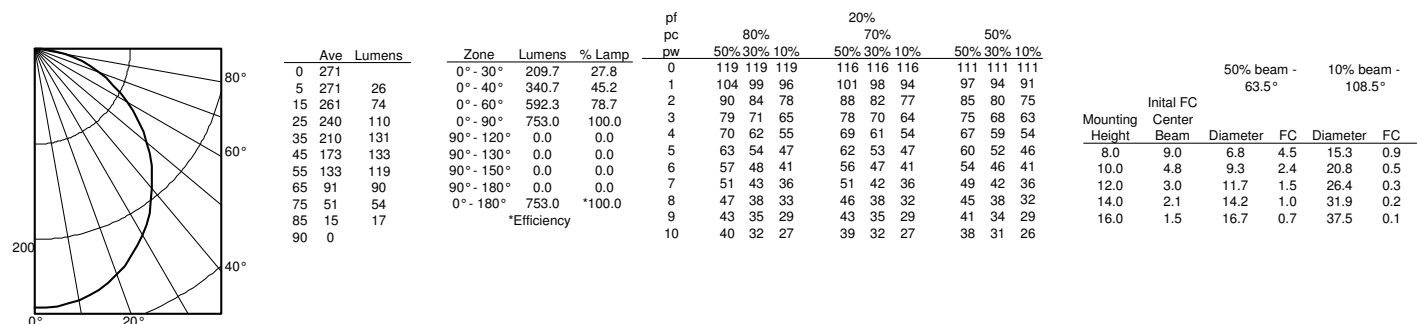 80°
60°
200
40°
0° 20°
Ave Lumens
0 271
5 271 26
15 261 74
25 240 110
35 210 131
45 173 133
55 133 119
65 91 90
75 51 54
85 15 17
90 0
Zone Lumens % Lamp
0° - 30° 209.7 27.8
0° - 40° 340.7 45.2
0° - 60° 592.3 78.7
0° - 90° 753.0 100.0
90° - 120° 0.0 0.0
90° - 130° 0.0 0.0
90° - 150° 0.0 0.0
90° - 180° 0.0 0.0
0° - 180° 753.0 *100.0
*Efficiency
pf 20%
pc 80% 70% 50%
pw 50% 30% 10% 50% 30% 10% 50% 30% 10%
0 119 119 119 116 116 116 111 111 111
1 104 99 96 101 98 94 97 94 91
2 90 84 78 88 82 77 85 80 75
3 79 71 65 78 70 64 75 68 63
4 70 62 55 69 61 54 67 59 54
5 63 54 47 62 53 47 60 52 46
6 57 48 41 56 47 41 54 46 41
7 51 43 36 51 42 36 49 42 36
8 47 38 33 46 38 32 45 38 32
9 43 35 29 43 35 29 41 34 29
10 40 32 27 39 32 27 38 31 26
50% beam - 10% beam -
63.5° 108.5°
Inital FC
Mounting Center
Height Beam Diameter FC Diameter FC
8.0 9.0 6.8 4.5 15.3 0.9
10.0 4.8 9.3 2.4 20.8 0.5
12.0 3.0 11.7 1.5 26.4 0.3
14.0 2.1 14.2 1.0 31.9 0.2
16.0 1.5 16.7 0.7 37.5 0.1